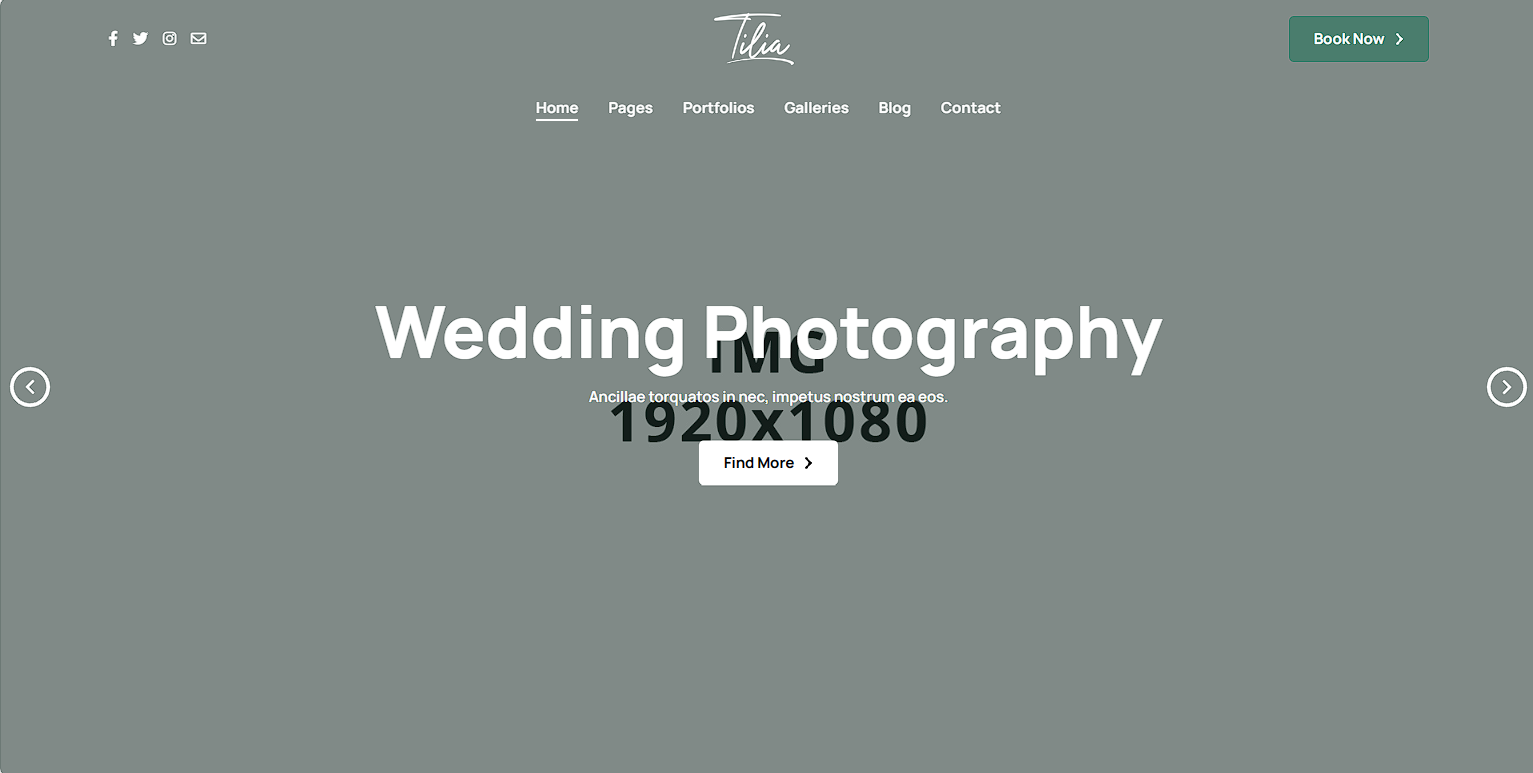 Tilia
Book Now
Home Pages Portfolios Galleries Blog Contact
Wedding Photography
IMG
Ancillae torquatos in nec, impetus nostrum ea eos.
1920x1080
Find More